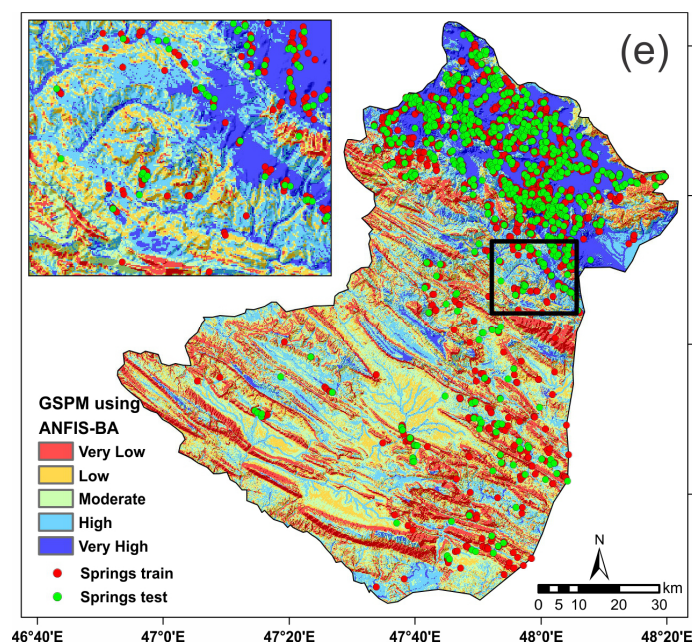 (e)
GSPM using
ANFIS-BA
Very Low
Low
Moderate
High
Very High
Springs train
Springs test
N
km
0 5 10 20 30
46°40'E 47°0'E 47°20'E 47°40'E 48°0'E 48°20'E